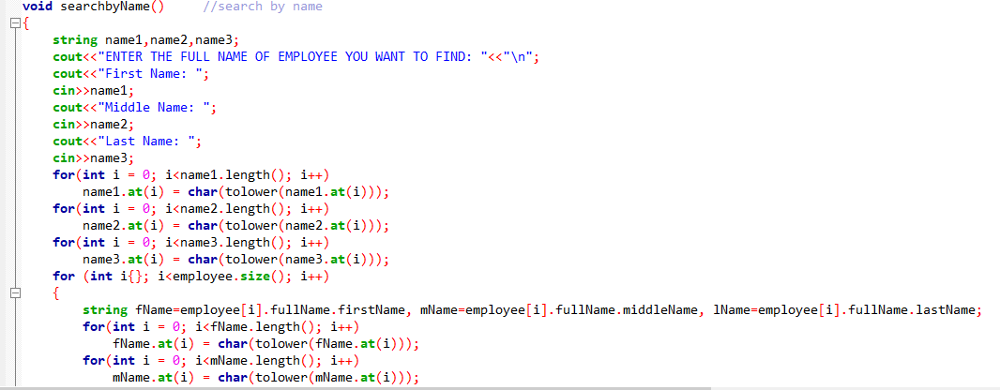 void searchbyName()     //search by name
{
    string name1,name2,name3;
    cout<<"ENTER THE FULL NAME OF EMPLOYEE YOU WANT TO FIND: "<<"\n";
    cout<<"First Name: ";
    cin>>name1;
    cout<<"Middle Name: ";
    cin>>name2;
    cout<<"Last Name: ";
    cin>>name3;
    for(int i = 0; i<name1.length(); i++)
        name1.at(i) = char(tolower(name1.at(i)));
    for(int i = 0; i<name2.length(); i++)
        name2.at(i) = char(tolower(name2.at(i)));
    for(int i = 0; i<name3.length(); i++)
        name3.at(i) = char(tolower(name3.at(i)));
    for (int i{}; i<employee.size(); i++)
    {
        string fName=employee[i].fullName.firstName, mName=employee[i].fullName.middleName, lName=employee[i].fullName.lastName;
        for(int i = 0; i<fName.length(); i++)
            fName.at(i) = char(tolower(fName.at(i)));
        for(int i = 0; i<mName.length(); i++)
            mName.at(i) = char(tolower(mName.at(i)));